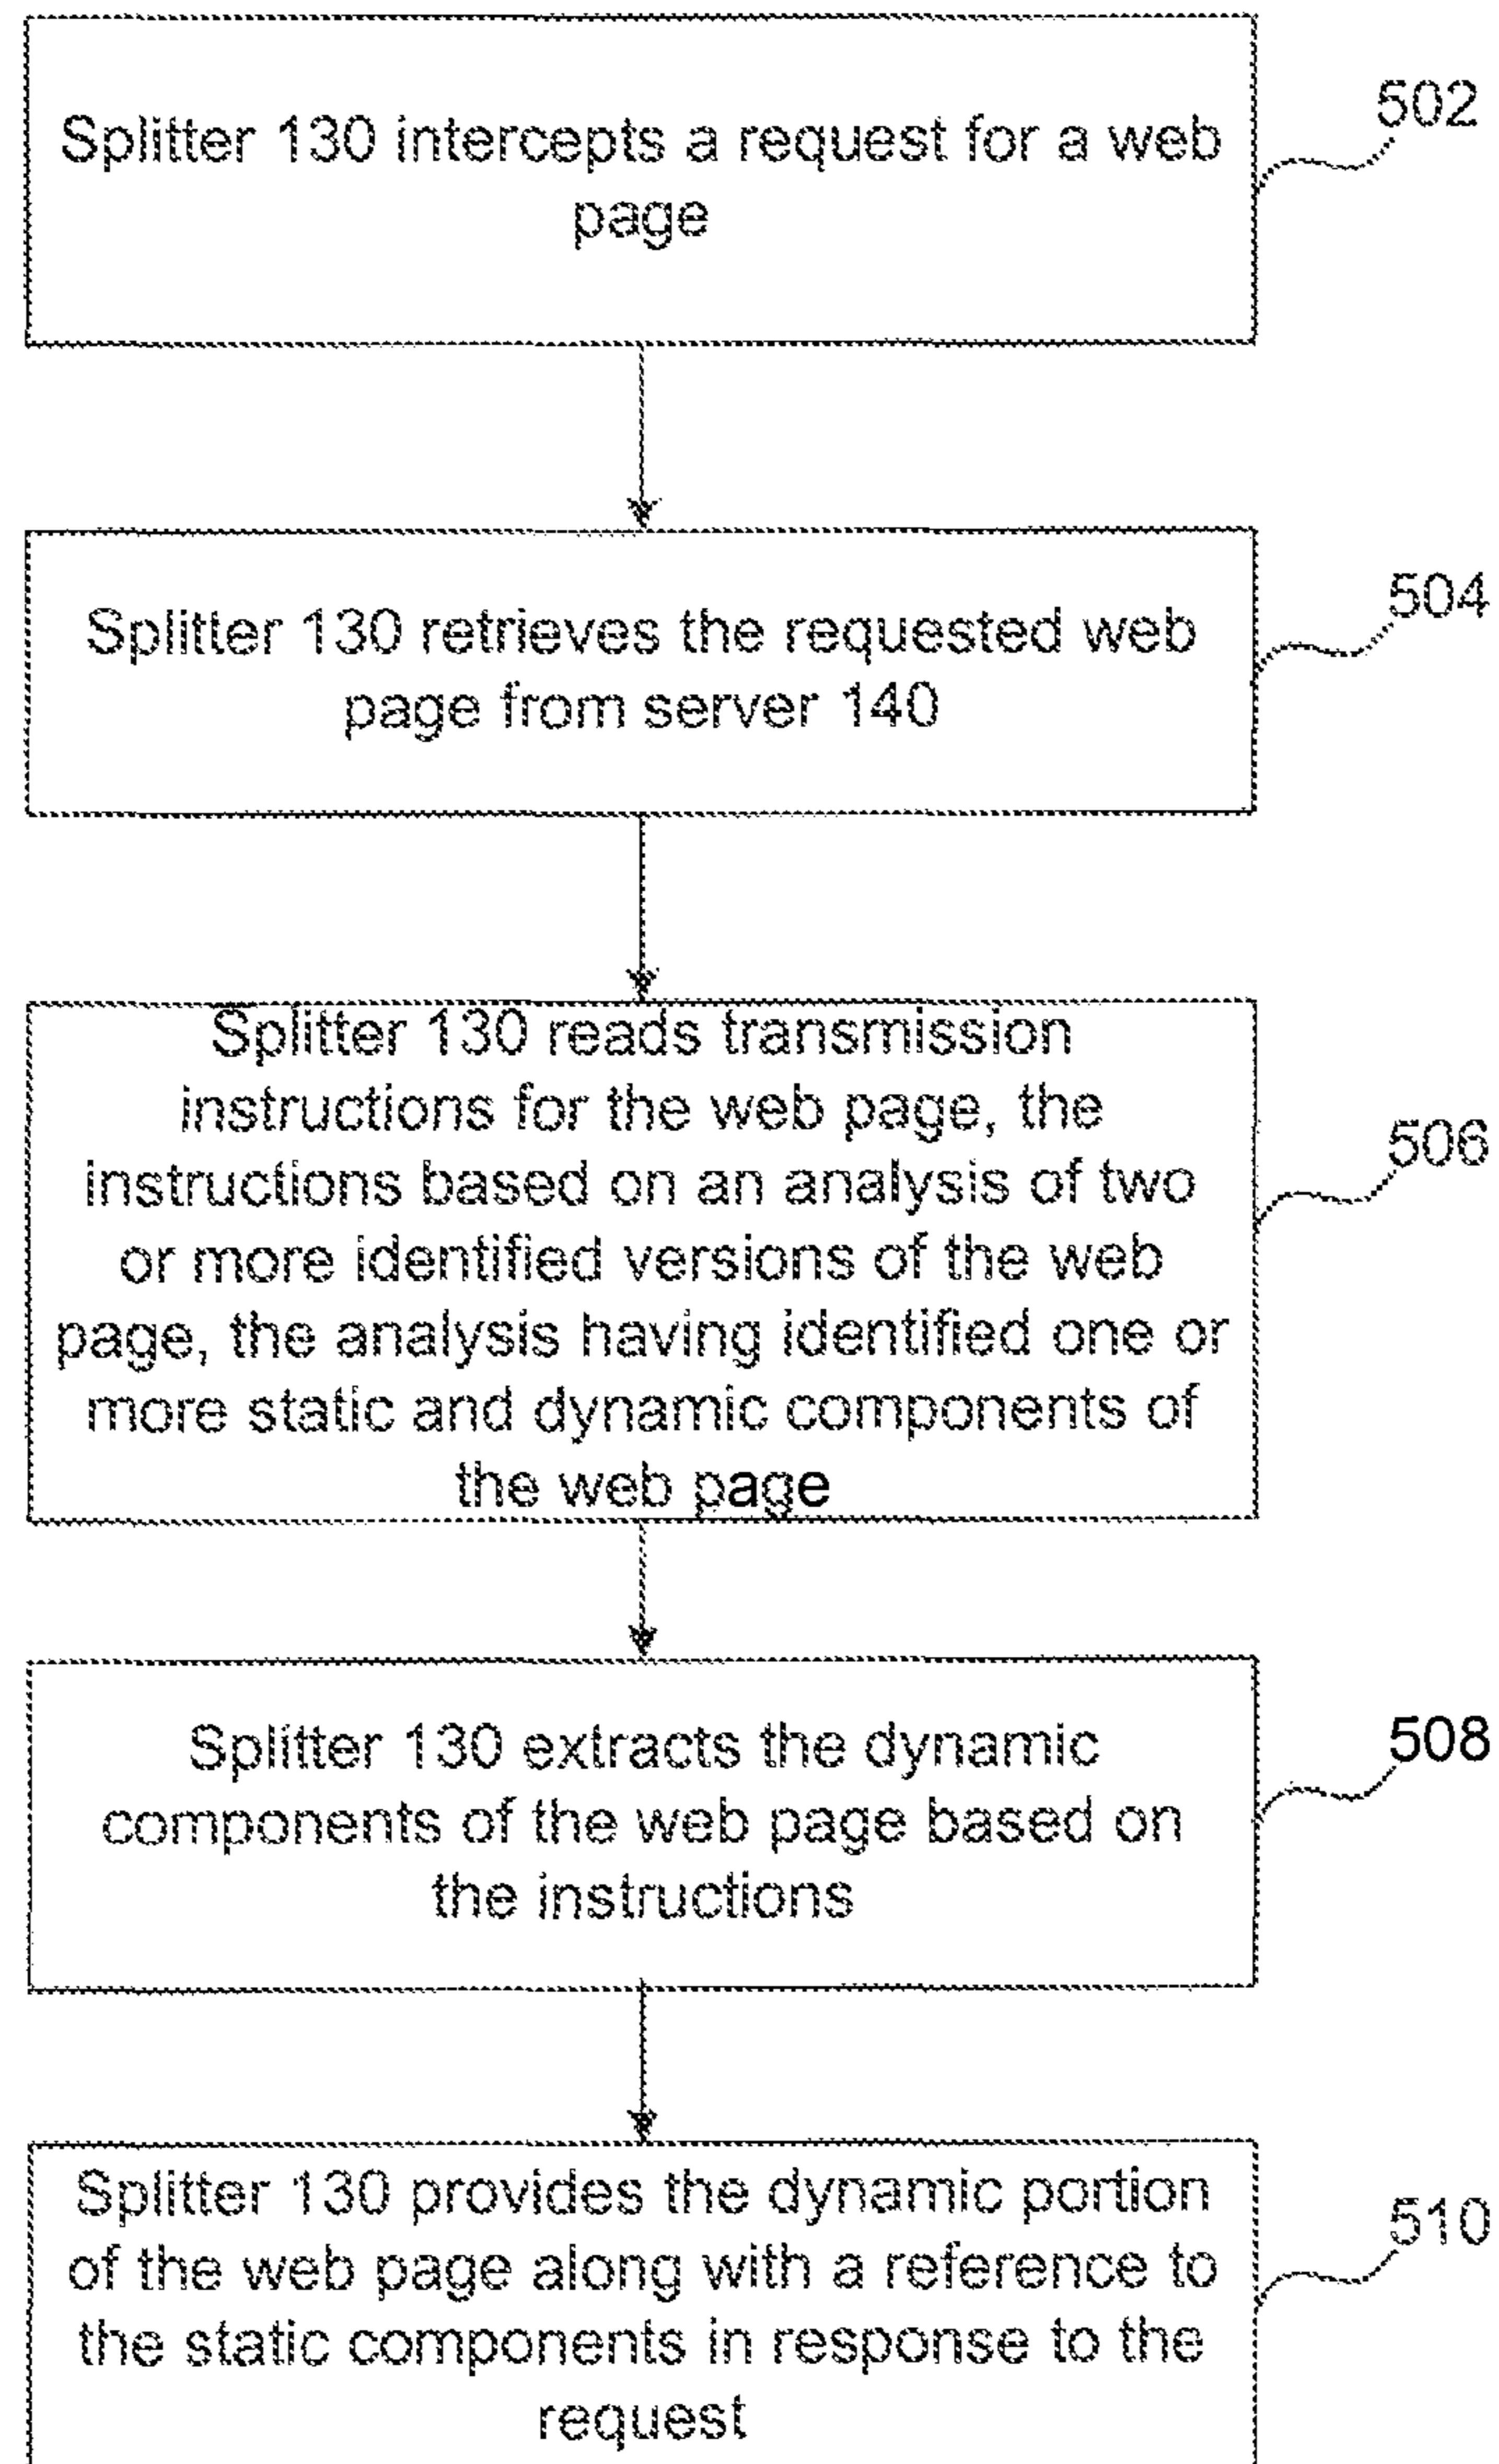 Splitter 130 intercepts a request for a web
page
502
Splitter 130 retrieves the requested web
page from server 140
504
Splitter 130 reads transmission
instructions for the web page, the
instructions based on an analysis of two
or more identified versions of the web
page, the analysis having identified one or
more static and dynamic components of
the web page
506
Splitter 130 extracts the dynamic
components of the web page based on
the instructions
508
Splitter 130 provides the dynamic portion
of the web page along with a reference to
the static components in response to the
request
510